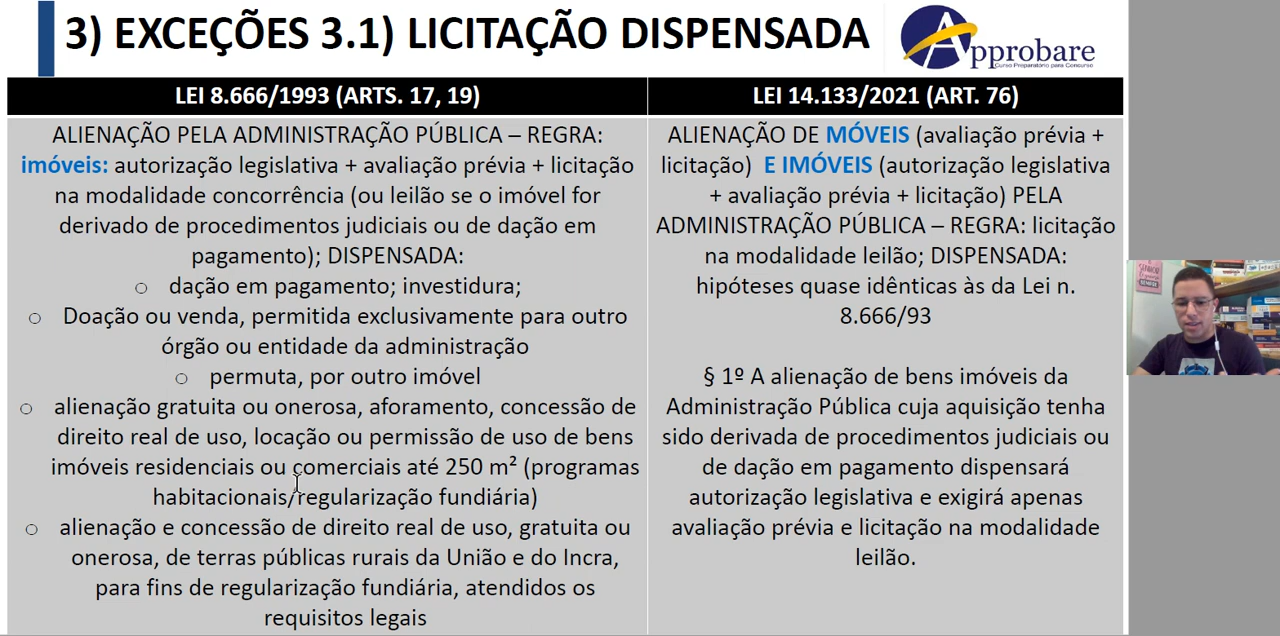 3) EXCEÇÕES 3.1) LICITAÇÃO DISPENSADA
Approbare
Curso Preparatório para Concurso
LEI 8.666/1993 (ARTS. 17, 19)
ALIENAÇÃO PELA ADMINISTRAÇÃO PÚBLICA – REGRA:
imóveis: autorização legislativa + avaliação prévia + licitação
na modalidade concorrência (ou leilão se o imóvel for
derivado de procedimentos judiciais ou de dação em
pagamento); DISPENSADA:
○ dação em pagamento; investidura;
○ Doação ou venda, permitida exclusivamente para outro
órgão ou entidade da administração
○ permuta, por outro imóvel
○ alienação gratuita ou onerosa, aforamento, concessão de
direito real de uso, locação ou permissão de uso de bens
imóveis residenciais ou comerciais até 250 m² (programas
habitacionais/regularização fundiária)
○ alienação e concessão de direito real de uso, gratuita ou
onerosa, de terras públicas rurais da União e do Incra,
para fins de regularização fundiária, atendidos os
requisitos legais
LEI 14.133/2021 (ART. 76)
ALIENAÇÃO DE MÓVEIS (avaliação prévia +
licitação) E IMÓVEIS (autorização legislativa
+ avaliação prévia + licitação) PELA
ADMINISTRAÇÃO PÚBLICA – REGRA: licitação
na modalidade leilão; DISPENSADA:
hipóteses quase idênticas às da Lei n.
8.666/93
§ 1º A alienação de bens imóveis da
Administração Pública cuja aquisição tenha
sido derivada de procedimentos judiciais ou
de dação em pagamento dispensará
autorização legislativa e exigirá apenas
avaliação prévia e licitação na modalidade
leilão.